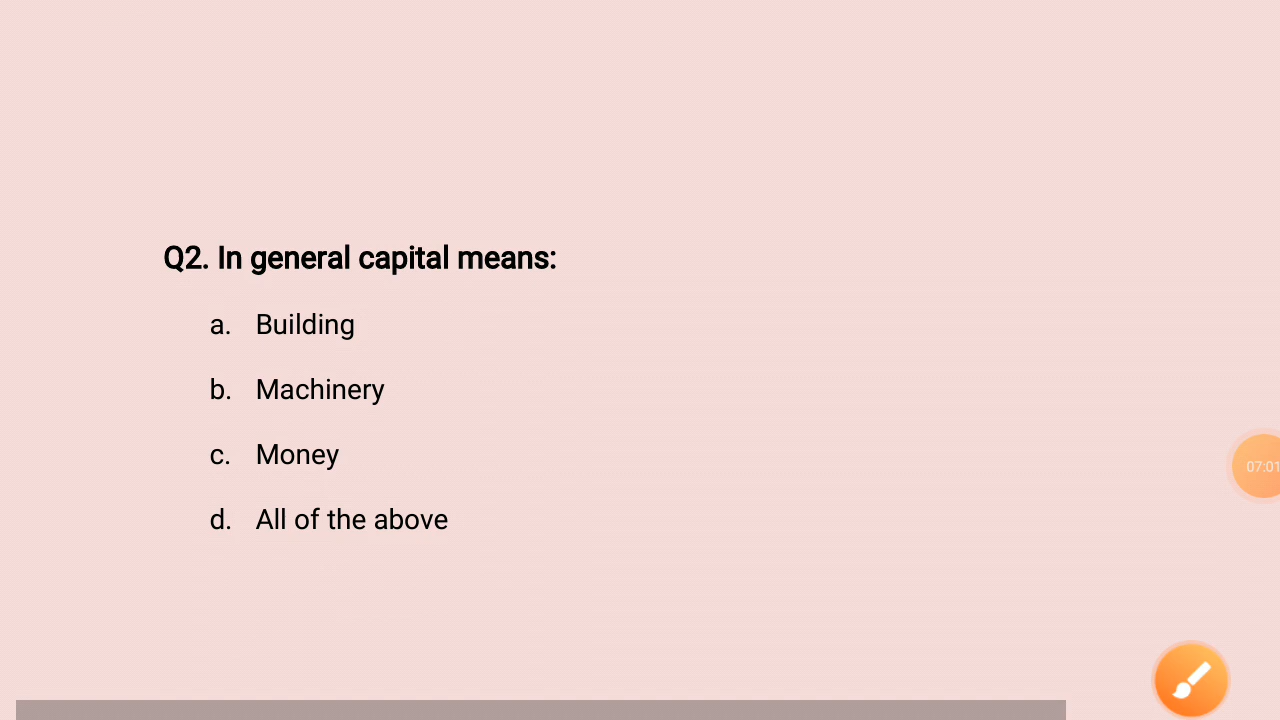 Q2. In general capital means:
a. Building
b. Machinery
c. Money
d. All of the above
07:01